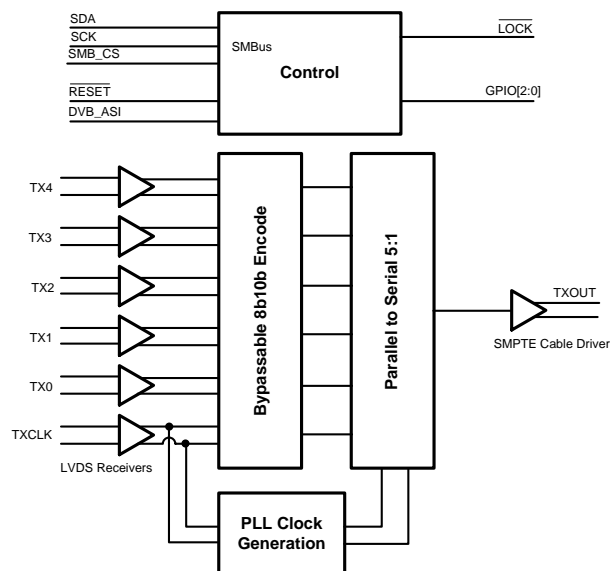 SDA
SCK
SMB_CS
RESET
DVB_ASI
SMBus
Control
LOCK
GPIO[2:0]
TX4
TX3
TX2
TX1
TX0
TXCLK
LVDS Receivers
Bypassable 8b10b Encode
Parallel to Serial 5:1
TXOUT
SMPTE Cable Driver
PLL Clock
Generation